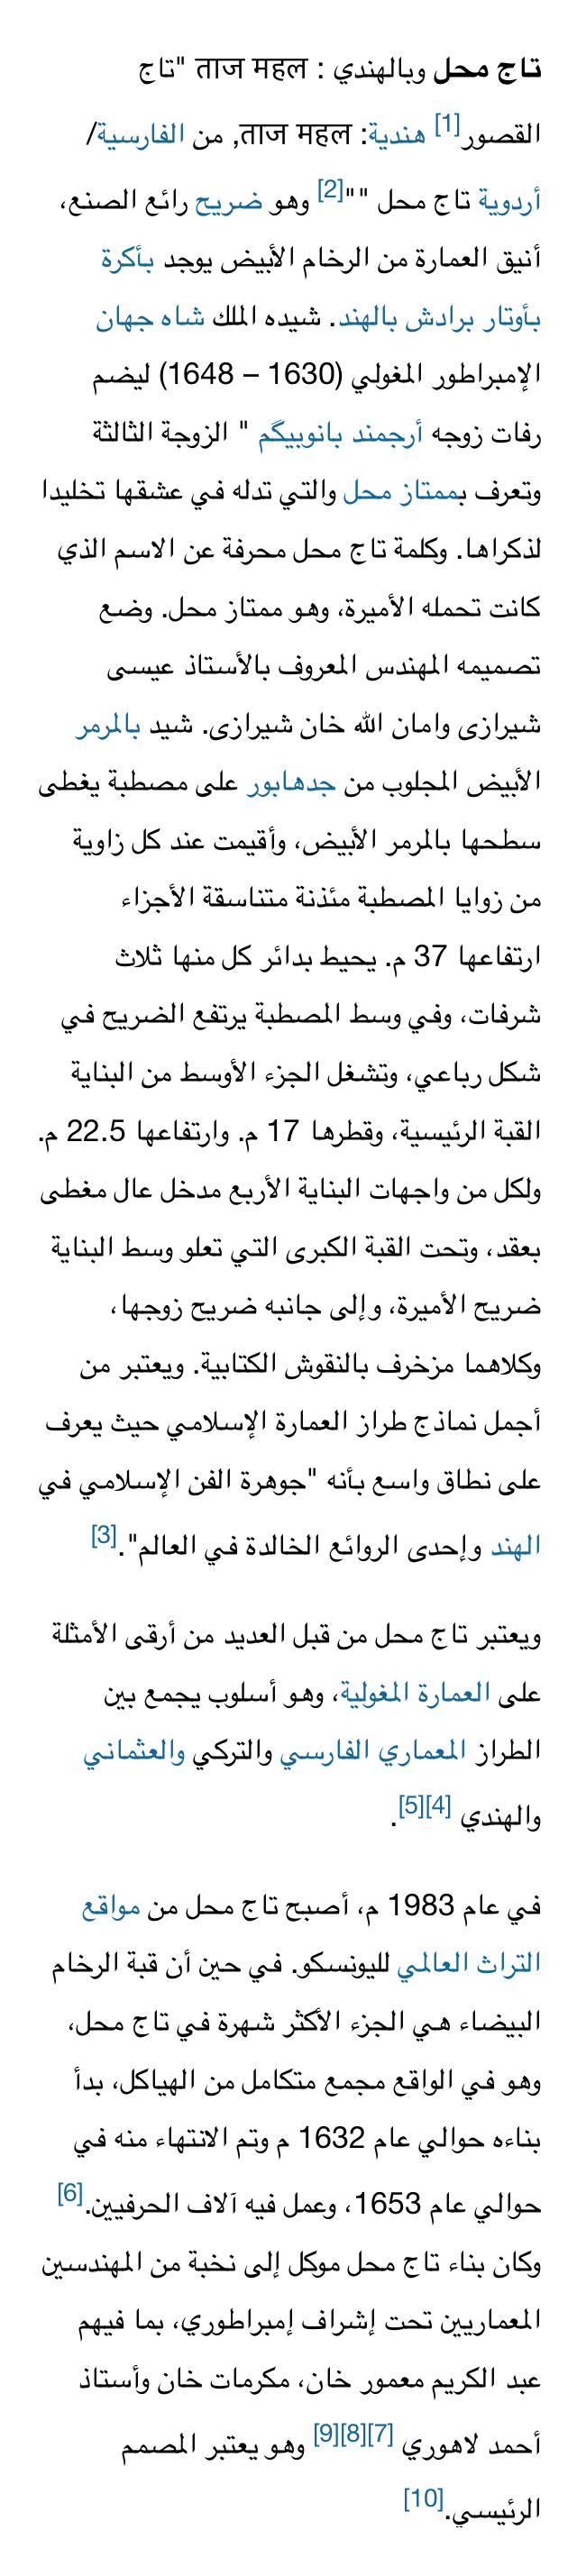 تاج محل وبالهندي : ताज महल "تاج
القصور[1] هندية: ताज महल, من الفارسية/
أردوية تاج محل ""[2] وهو ضريح رائع الصنع،
أنيق العمارة من الرخام الأبيض يوجد بأكرة
بأوتار برادش بالهند. شيده الملك شاه جهان
الإمبراطور المغولي (1630 – 1648) ليضم
رفات زوجه أرجمند بانوبيگم " الزوجة الثالثة
وتعرف بممتاز محل والتي تدله في عشقها تخليدا
لذكراها. وكلمة تاج محل محرفة عن الاسم الذي
كانت تحمله الأميرة، وهو ممتاز محل. وضع
تصميمه المهندس المعروف بالأستاذ عيسى
شيرازى وامان الله خان شيرازى. شيد بالمرمر
الأبيض المجلوب من جدهابور على مصطبة يغطى
سطحها بالمرمر الأبيض، وأقيمت عند كل زاوية
من زوايا المصطبة مئذنة متناسقة الأجزاء
ارتفاعها 37 م. يحيط بدائر كل منها ثلاث
شرفات، وفي وسط المصطبة يرتفع الضريح في
شكل رباعي، وتشغل الجزء الأوسط من البناية
القبة الرئيسية، وقطرها 17 م. وارتفاعها 22.5 م.
ولكل من واجهات البناية الأربع مدخل عال مغطى
بعقد، وتحت القبة الكبرى التي تعلو وسط البناية
ضريح الأميرة، وإلى جانبه ضريح زوجها،
وكلاهما مزخرف بالنقوش الكتابية. ويعتبر من
أجمل نماذج طراز العمارة الإسلامي حيث يعرف
على نطاق واسع بأنه "جوهرة الفن الإسلامي في
الهند وإحدى الروائع الخالدة في العالم".[3]
ويعتبر تاج محل من قبل العديد من أرقى الأمثلة
على العمارة المغولية، وهو أسلوب يجمع بين
الطراز المعماري الفارسي والتركي والعثماني
والهندي [4][5].
في عام 1983 م، أصبح تاج محل من مواقع
التراث العالمي لليونسكو. في حين أن قبة الرخام
البيضاء هي الجزء الأكثر شهرة في تاج محل،
وهو في الواقع مجمع متكامل من الهياكل، بدأ
بناءه حوالي عام 1632 م وتم الانتهاء منه في
حوالي عام 1653، وعمل فيه آلاف الحرفيين.[6]
وكان بناء تاج محل موكل إلى نخبة من المهندسين
المعماريين تحت إشراف إمبراطوري، بما فيهم
عبد الكريم معمور خان، مكرمات خان وأستاذ
أحمد لاهوري [7][8][9] وهو يعتبر المصمم
الرئيسي.[10]